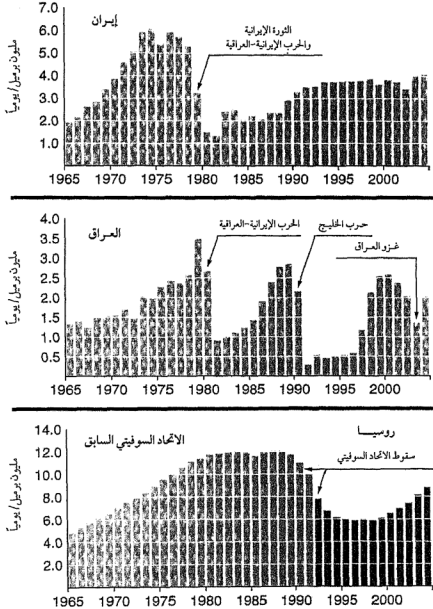 إيران
مليون برميل/يومياً
7.0
6.0
5.0
4.0
3.0
2.0
1.0
الثورة الإيرانية
والحرب الإيرانية-العراقية
1965 1970 1975 1980 1985 1990 1995 2000
العراق
مليون برميل/يومياً
4.0
3.5
3.0
2.5
2.0
1.5
1.0
0.5
الحرب الإيرانية-العراقية
حرب الخليج
غزو العراق
1965 1970 1975 1980 1985 1990 1995 2000
الاتحاد السوفيتي السابق
روسيا
مليون برميل/يومياً
14.0
12.0
10.0
8.0
6.0
4.0
2.0
سقوط الاتحاد السوفيتي
1965 1970 1975 1980 1985 1990 1995 2000